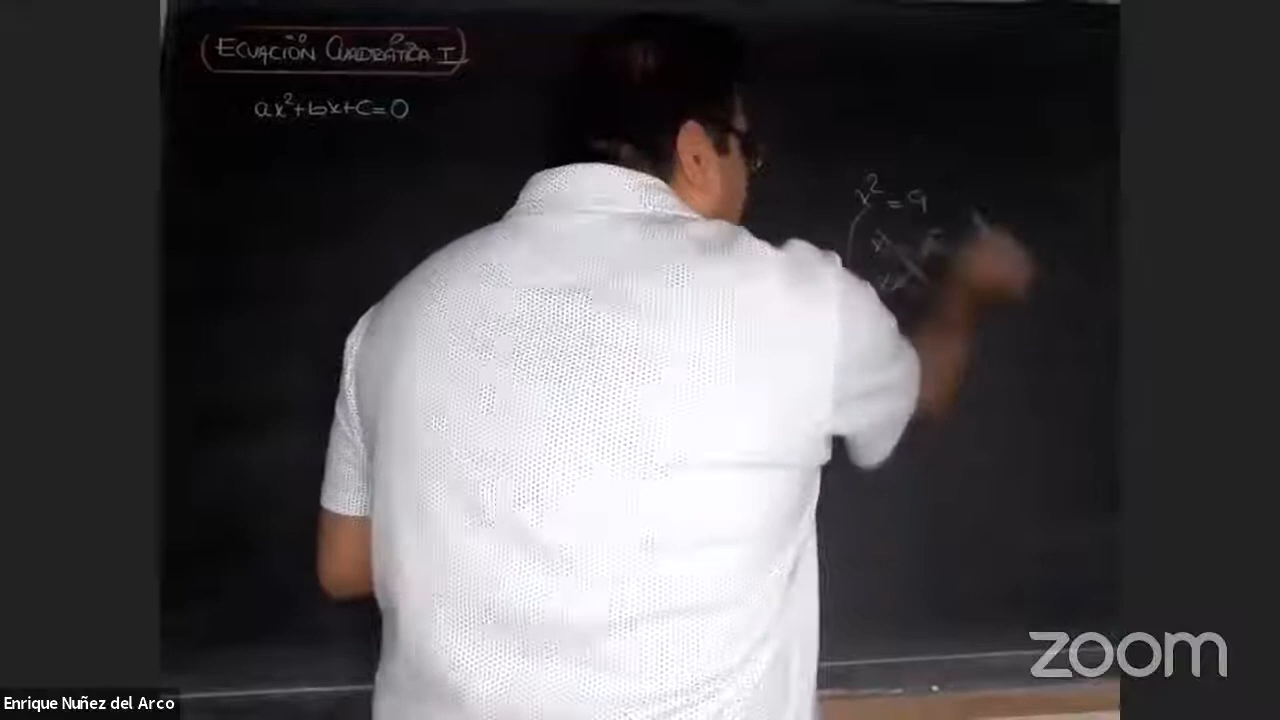 ECUACIÓN CUADRÁTICA I
ax²+bx+c=0
x² = 9
zoom
Enrique Nuñez del Arco